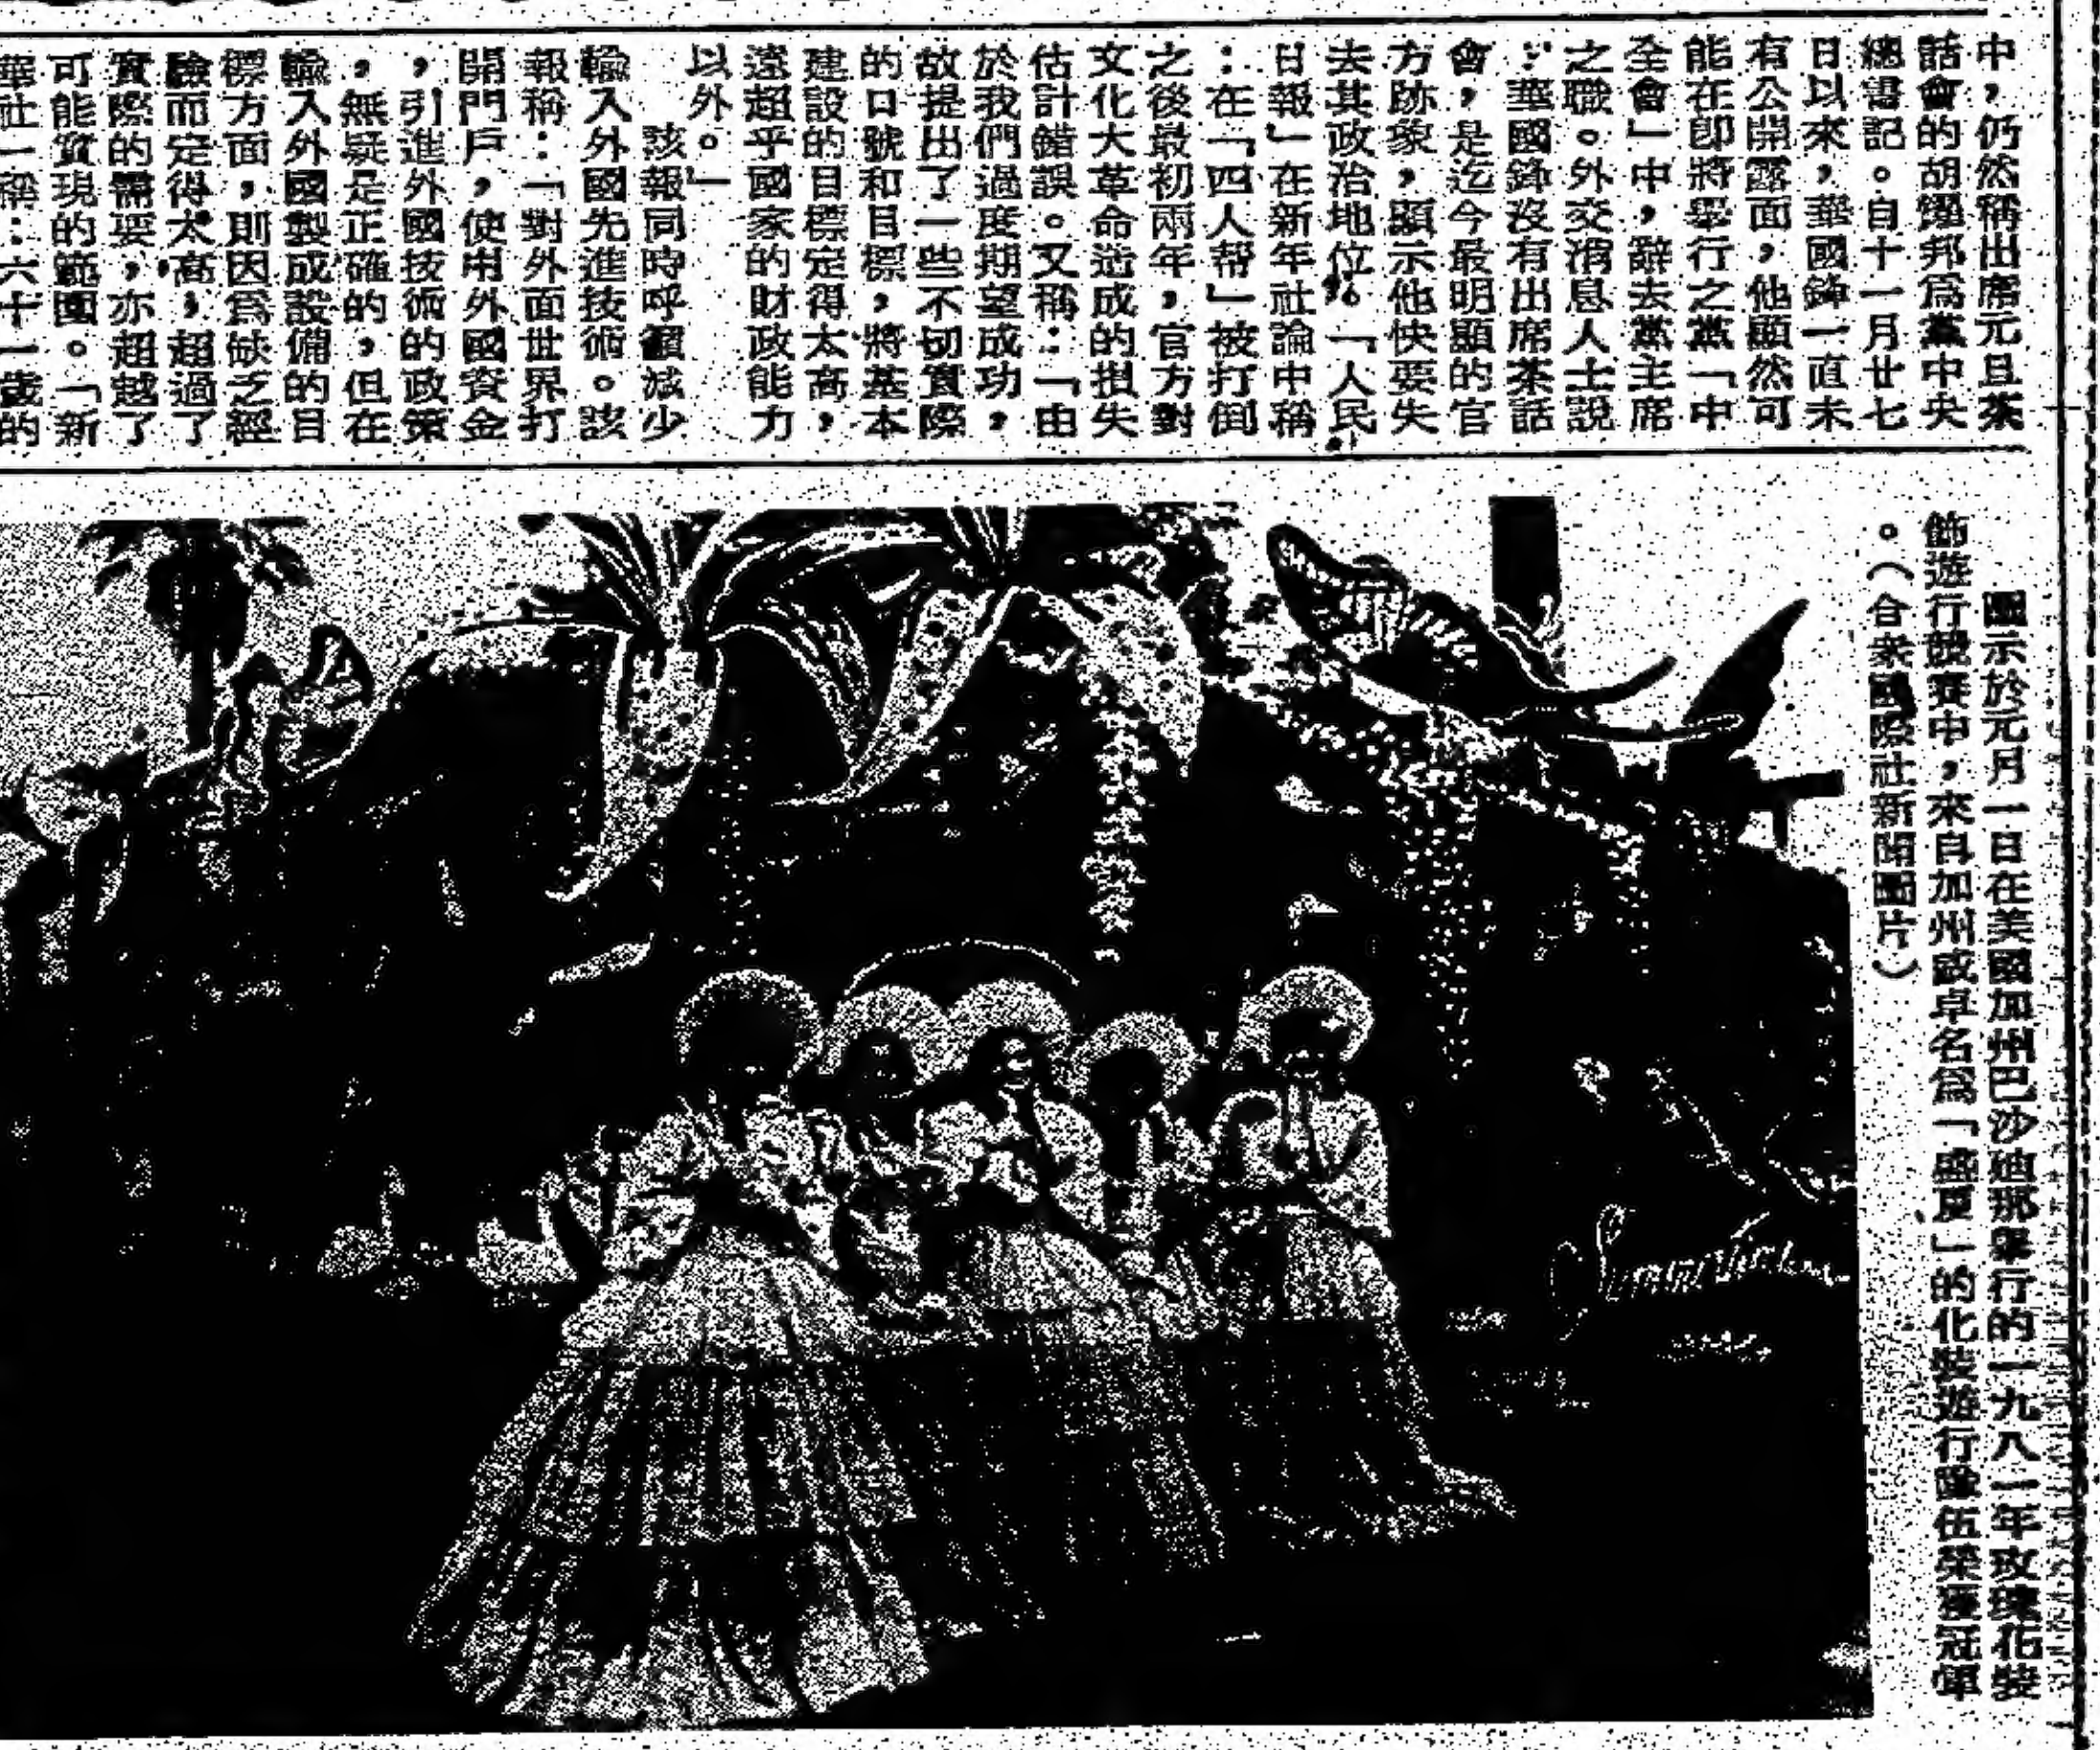 中，仍然稱出席元旦茶
話會的胡耀邦爲黨中央
總書記。自十一月廿七
日以來，華國鋒一直未
有公開露面，他顯然可
能在卽將舉行之黨「中
全會」中，辭去黨主席
之職。外交消息人士說
：華國鋒沒有出席茶話
會，是迄今最明顯的官
方跡象，顯示他快要失
去其政治地位。「人民
日報」在新年社論中稱
：在「四人幫」被打倒
之後最初兩年，官方對
文化大革命造成的損失
估計錯誤。又稱：「由
於我們過度期望成功，
故提出了一些不切實際
的口號和目標，將基本
建設的目標定得太高，
遠超乎國家的財政能力
以外。」
該報同時呼籲減少
輸入外國先進技術。該
報稱：「對外面世界打
開門戶，使用外國資金
，引進外國技術的政策
，無疑是正確的，但在
輸入外國製成設備的目
標方面，則因爲缺乏經
驗而定得太高，超過了
實際的需要，亦超越了
可能實現的範圍。「新
華社一稱：六十一歲的
圖示於元月一日在美國加州巴沙迪那舉行的一九八一年玫瑰花裝
飾遊行競賽中，來自加州卓名爲「盛夏」的化裝遊行隊伍榮獲冠軍
。（合衆國際社新聞圖片）